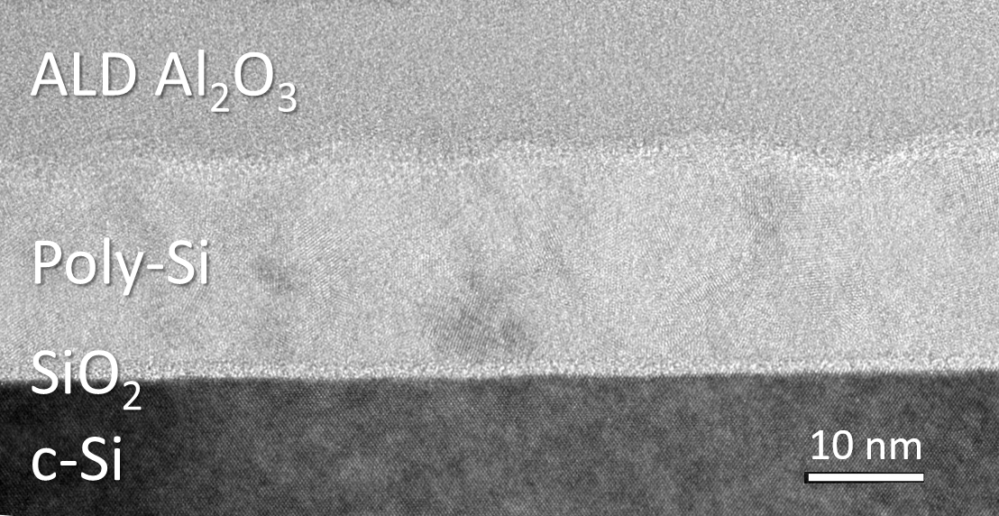 ALD Al₂O₃
Poly-Si
SiO₂
c-Si
10 nm